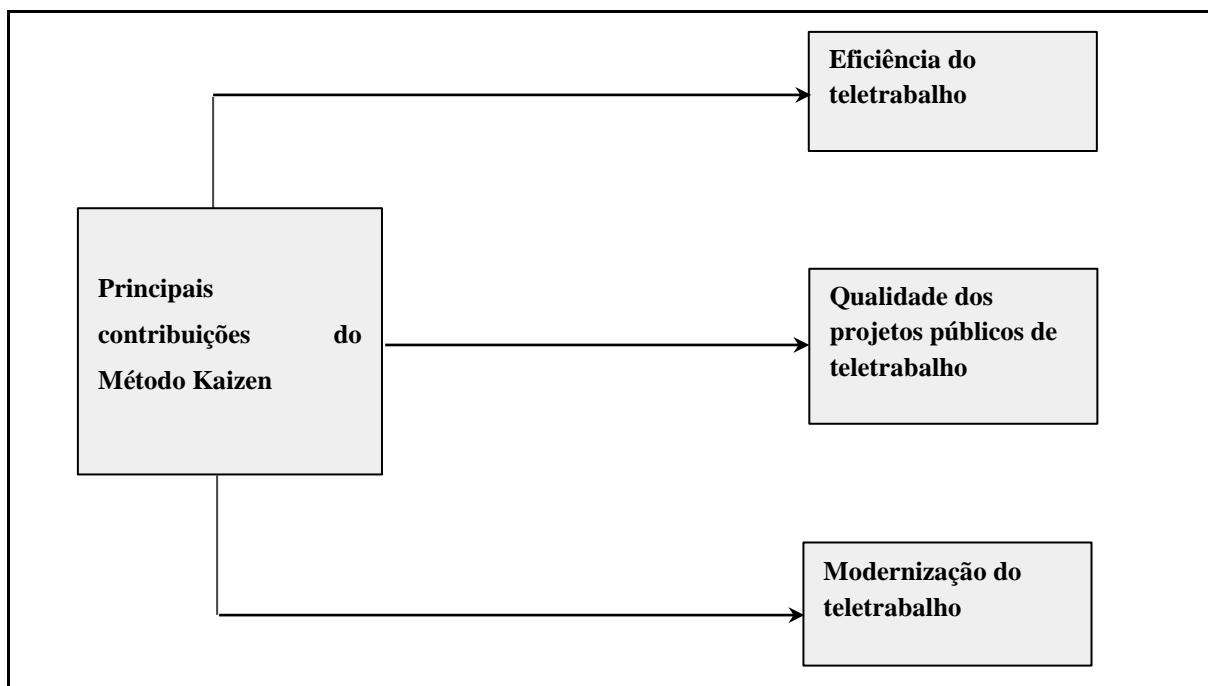 Eficiência do
teletrabalho
Principais
contribuições do
Método Kaizen
Qualidade dos
projetos públicos de
teletrabalho
Modernização do
teletrabalho